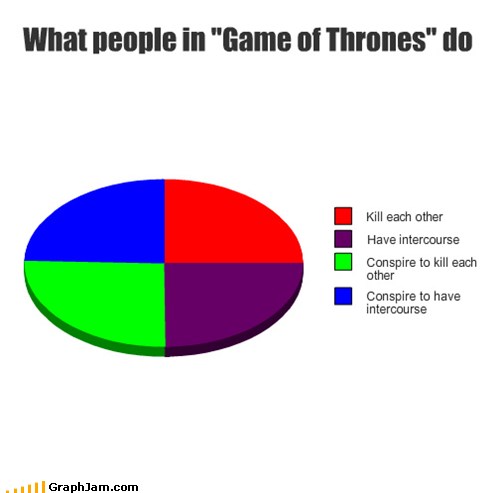 What people in "Game of Thrones" do
Kill each other
Have intercourse
Conspire to kill each
other
Conspire to have
intercourse
GraphJam.com